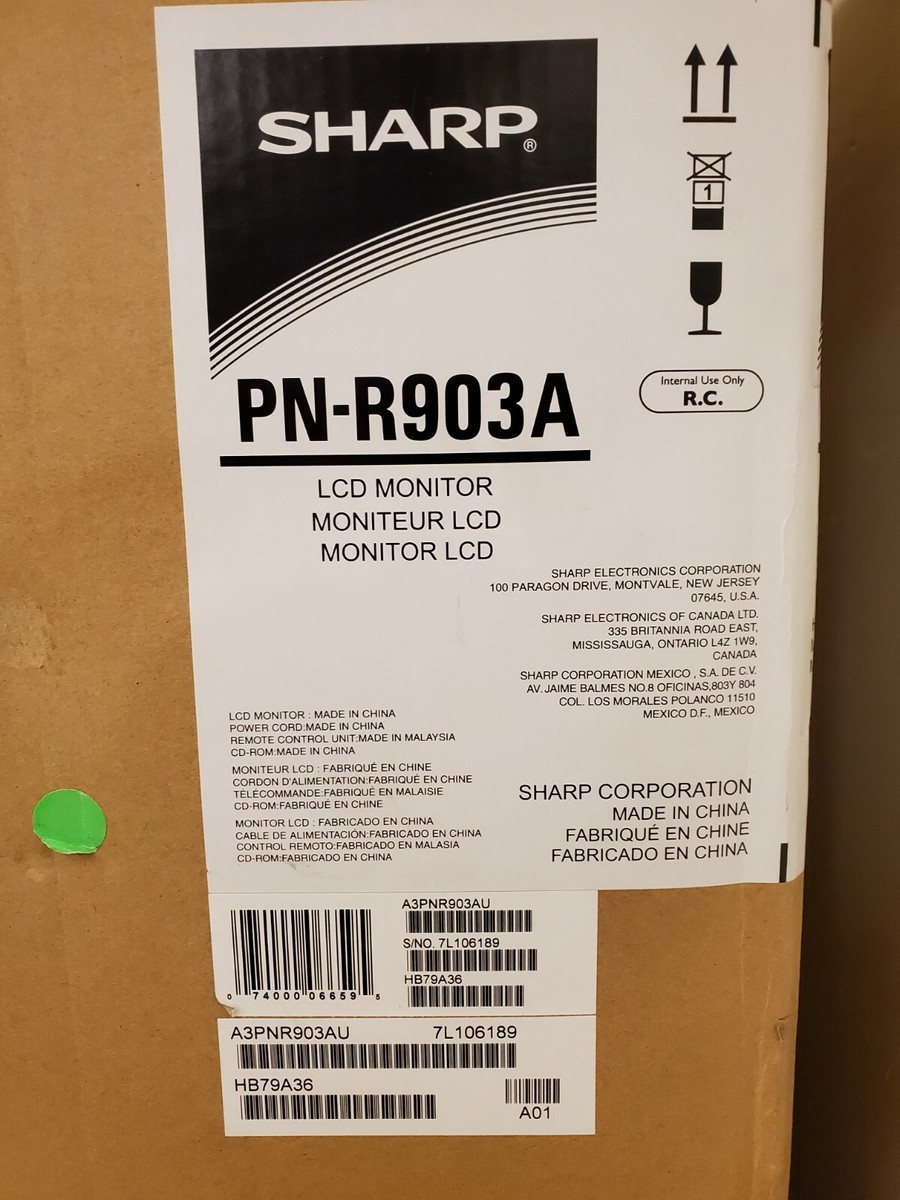 SHARP®
1
Internal Use Only
R.C.
PN-R903A
LCD MONITOR
MONITEUR LCD
MONITOR LCD
SHARP ELECTRONICS CORPORATION
100 PARAGON DRIVE, MONTVALE, NEW JERSEY
07645, U.S.A.
SHARP ELECTRONICS OF CANADA LTD.
335 BRITANNIA ROAD EAST,
MISSISSAUGA, ONTARIO L4Z 1W9,
CANADA
SHARP CORPORATION MEXICO , S.A. DE C.V.
AV. JAIME BALMES NO.8 OFICINAS,803Y 804
COL. LOS MORALES POLANCO 11510
MEXICO D.F., MEXICO
LCD MONITOR : MADE IN CHINA
POWER CORD:MADE IN CHINA
REMOTE CONTROL UNIT:MADE IN MALAYSIA
CD-ROM:MADE IN CHINA
MONITEUR LCD : FABRIQUÉ EN CHINE
CORDON D'ALIMENTATION:FABRIQUÉ EN CHINE
TÉLÉCOMMANDE:FABRIQUÉ EN MALAISIE
CD-ROM:FABRIQUÉ EN CHINE
MONITOR LCD : FABRICADO EN CHINA
CABLE DE ALIMENTACIÓN:FABRICADO EN CHINA
CONTROL REMOTO:FABRICADO EN MALASIA
CD-ROM:FABRICADO EN CHINA
SHARP CORPORATION
MADE IN CHINA
FABRIQUÉ EN CHINE
FABRICADO EN CHINA
A3PNR903AU
S/NO. 7L106189
HB79A36
0 74000 06659 5
A3PNR903AU 7L106189
HB79A36
A01